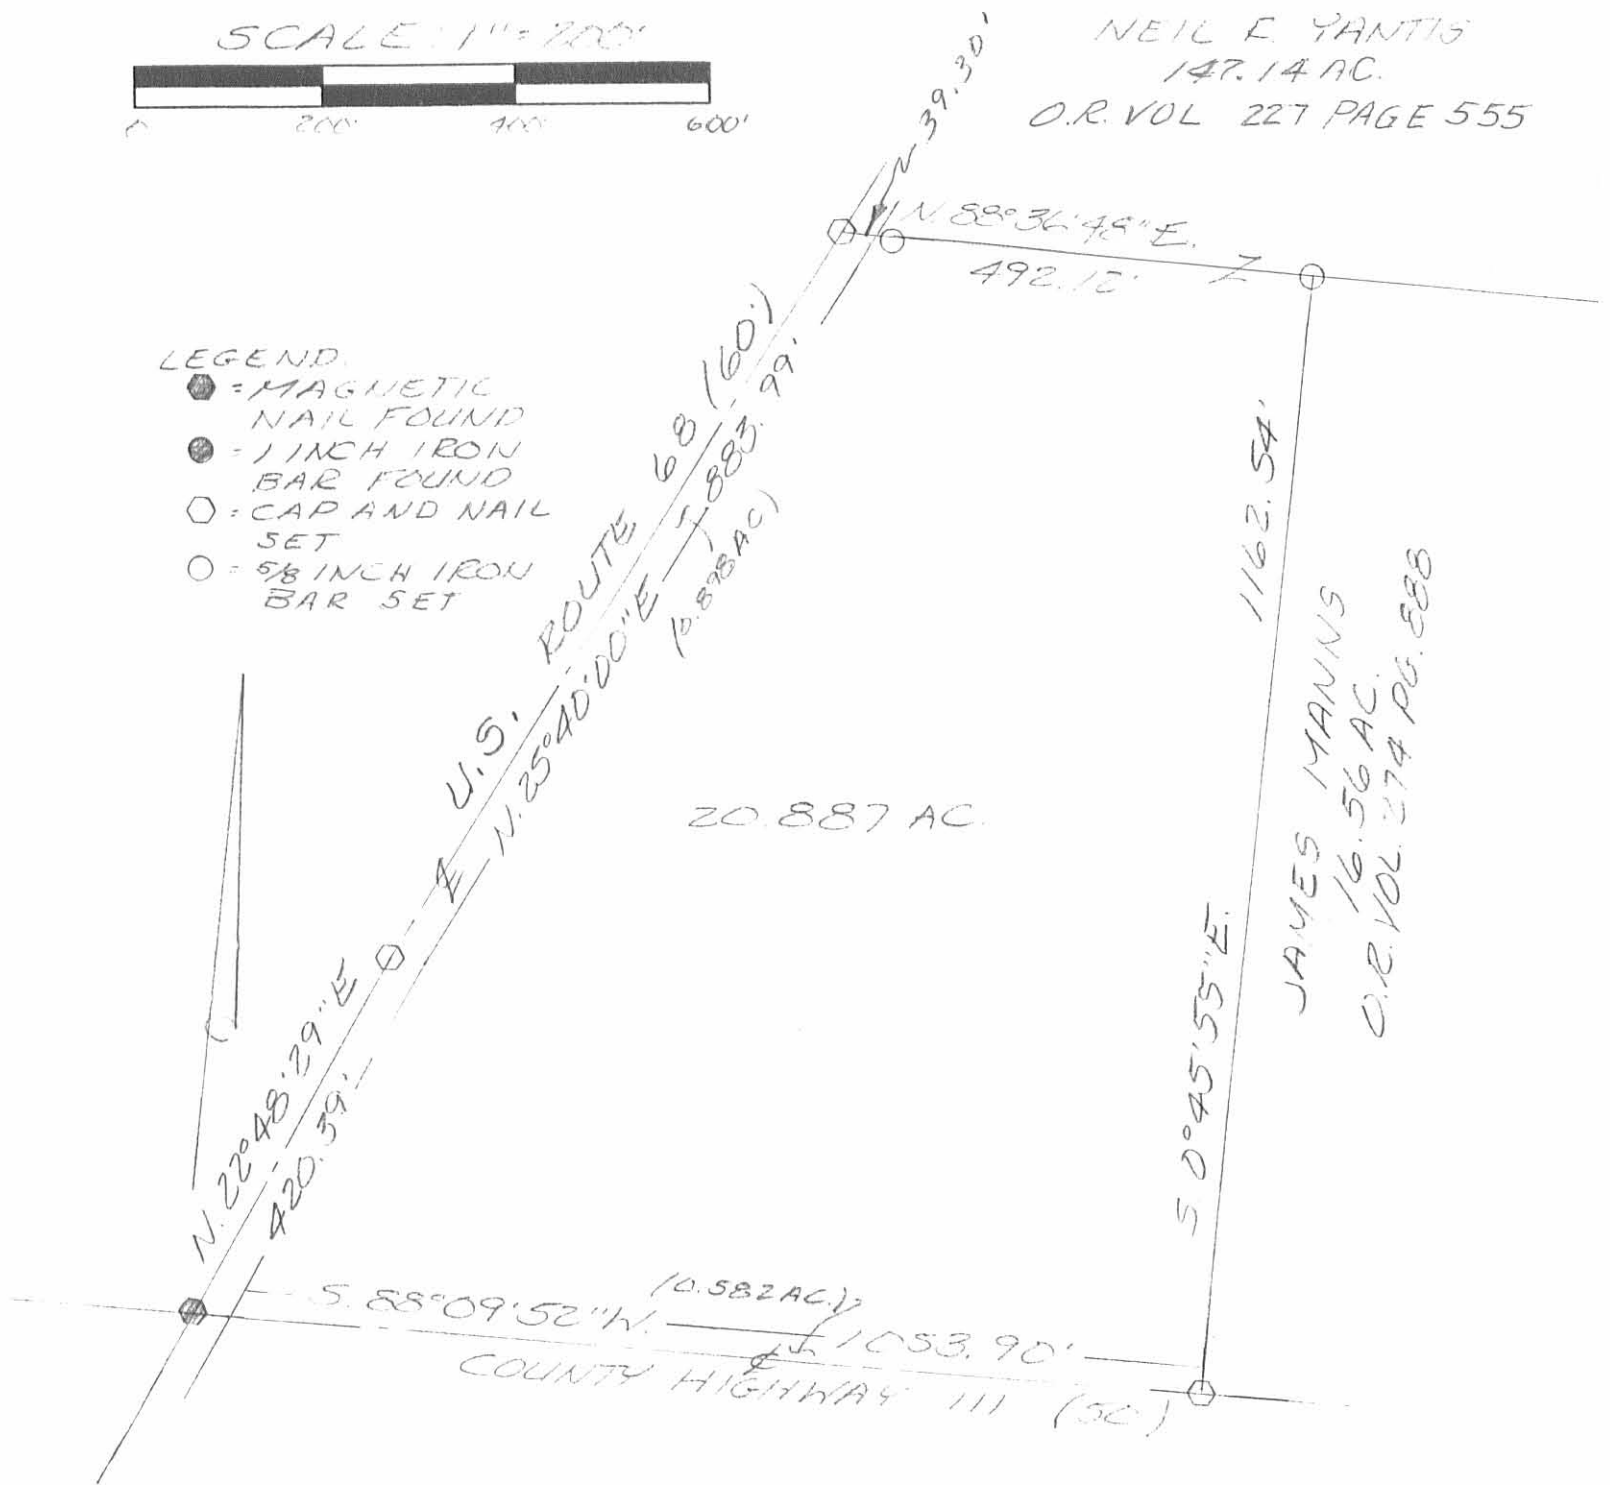 SCALE: 1"=200'
0 200' 400' 600'
NEIL F. YANTIS
147.14 AC.
O.R. VOL 227 PAGE 555
39.30'
N. 88°36'48"E.
492.12'
LEGEND
= MAGNETIC
NAIL FOUND
= 1 INCH IRON
BAR FOUND
= CAP AND NAIL
SET
= 5/8 INCH IRON
BAR SET
U.S. ROUTE 68 (60')
N. 25°40'00"E 883.99'
(0.898 AC)
1162.54'
S 0°45'55"E.
JAMES MANNS
16.56 AC.
O.R. VOL. 274 PG. 888
20.887 AC.
N. 22°48'29"E
420.39'
S. 88°09'52"W. 1053.90'
(0.582 AC.)
COUNTY HIGHWAY 111 (50')